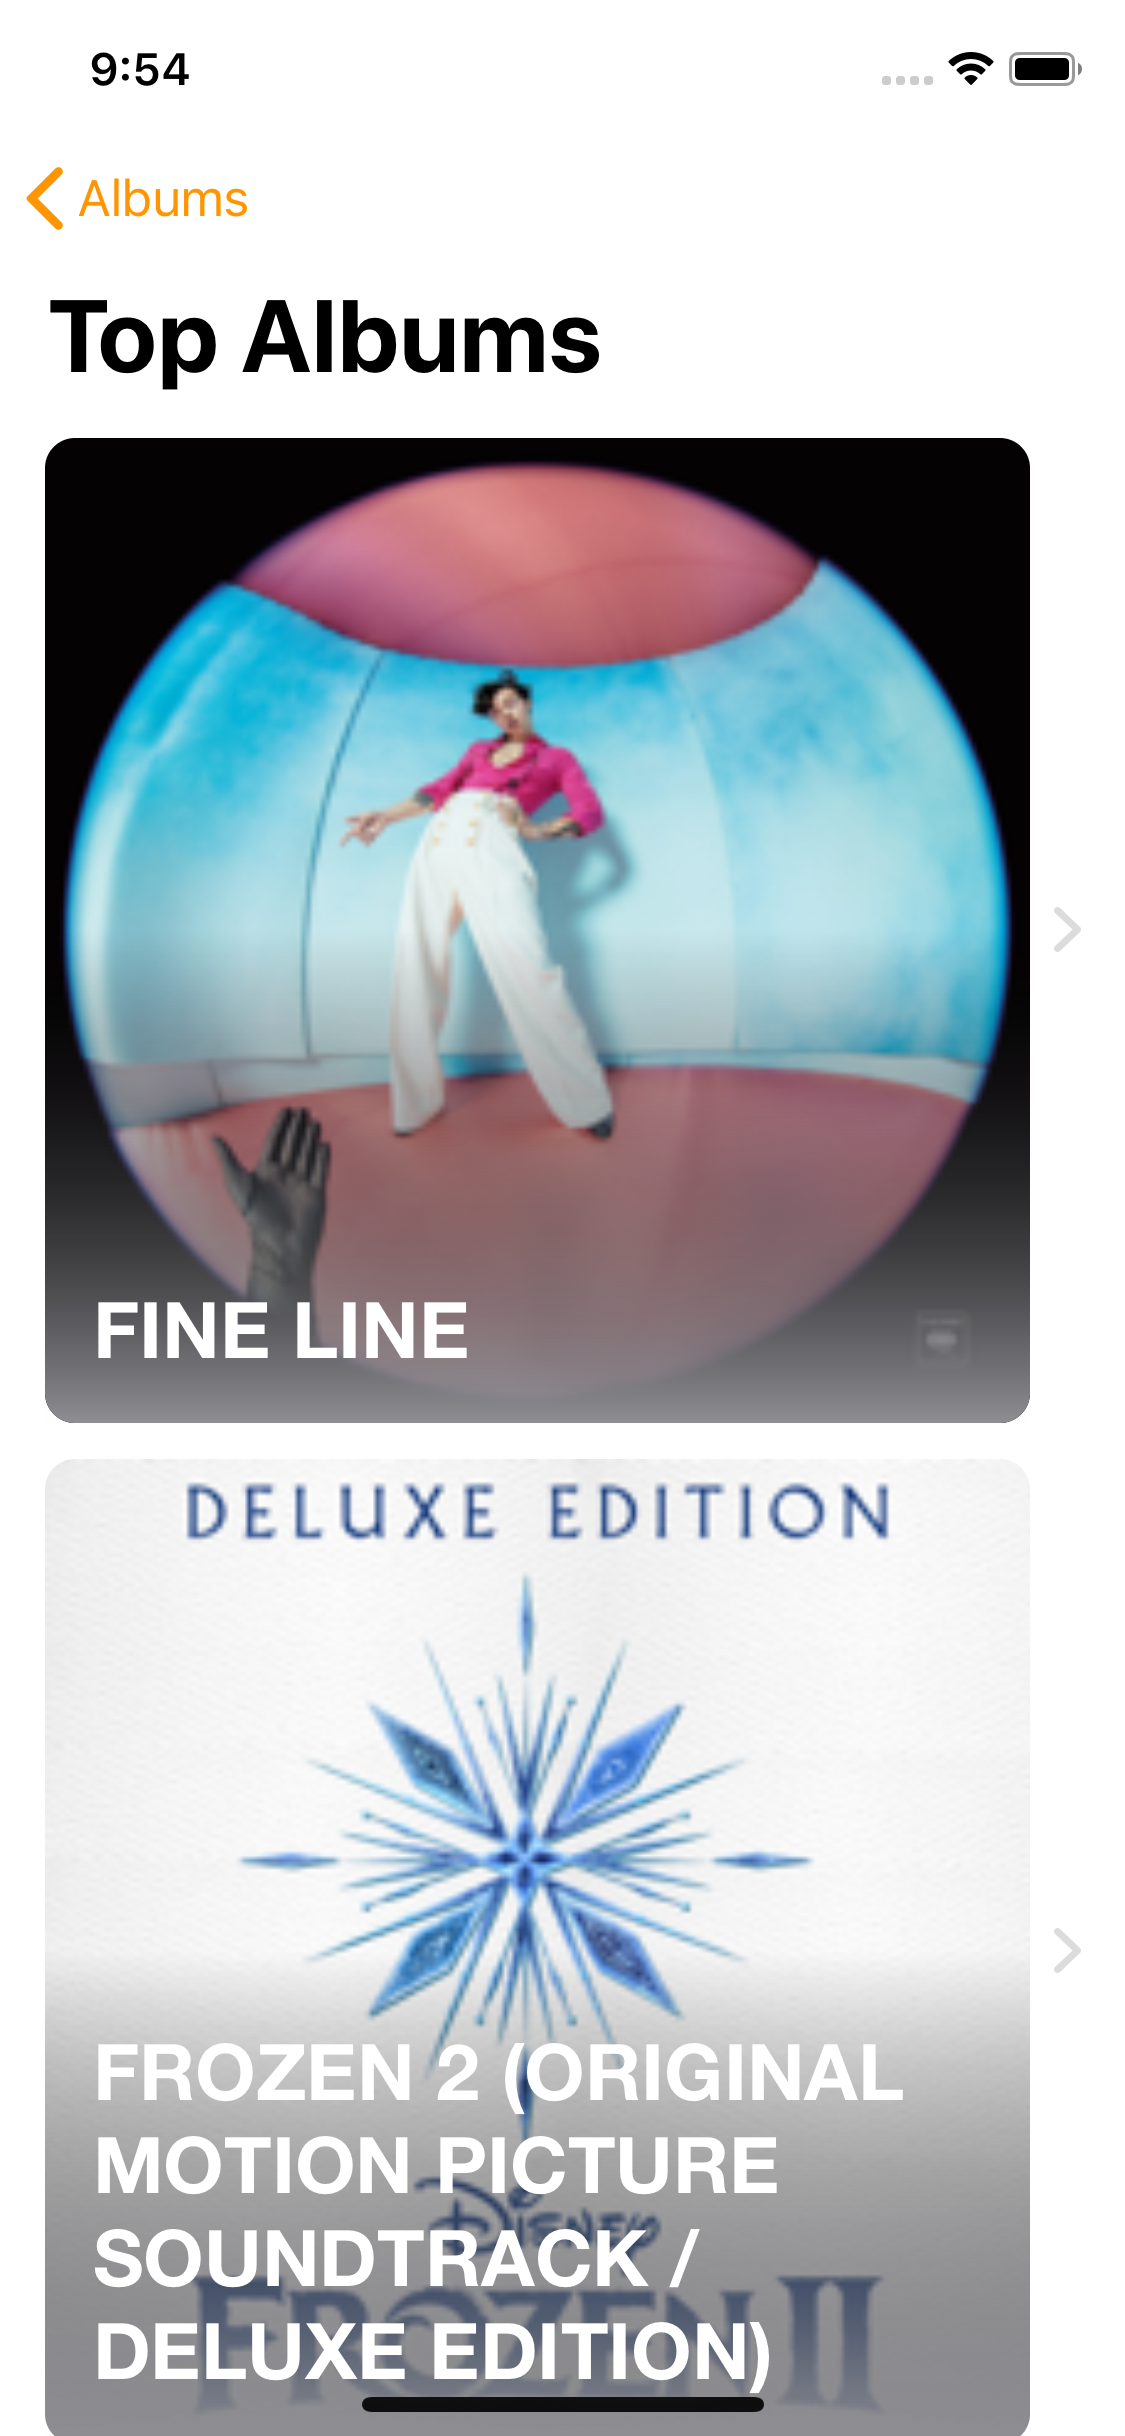 9:54
Albums
Top Albums
FINE LINE
DELUXE EDITION
FROZEN 2 (ORIGINAL
MOTION PICTURE
SOUNDTRACK /
DELUXE EDITION)
Disney
FROZEN II